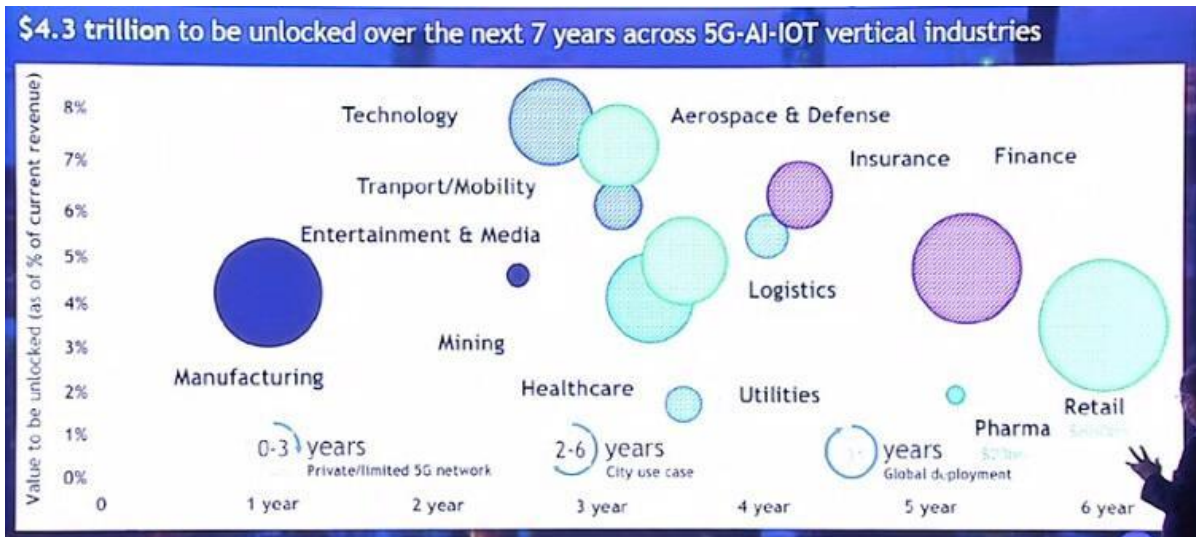 $4.3 trillion to be unlocked over the next 7 years across 5G-AI-IOT vertical industries
Value to be unlocked (as of % of current revenue)
8%
7%
6%
5%
4%
3%
2%
1%
0%
Technology
Aerospace & Defense
Insurance
Finance
Tranport/Mobility
Entertainment & Media
Logistics
Mining
Manufacturing
Healthcare
Utilities
Retail
Pharma
0-3 years
Private/limited 5G network
2-6 years
City use case
years
Global deployment
0
1 year
2 year
3 year
4 year
5 year
6 year